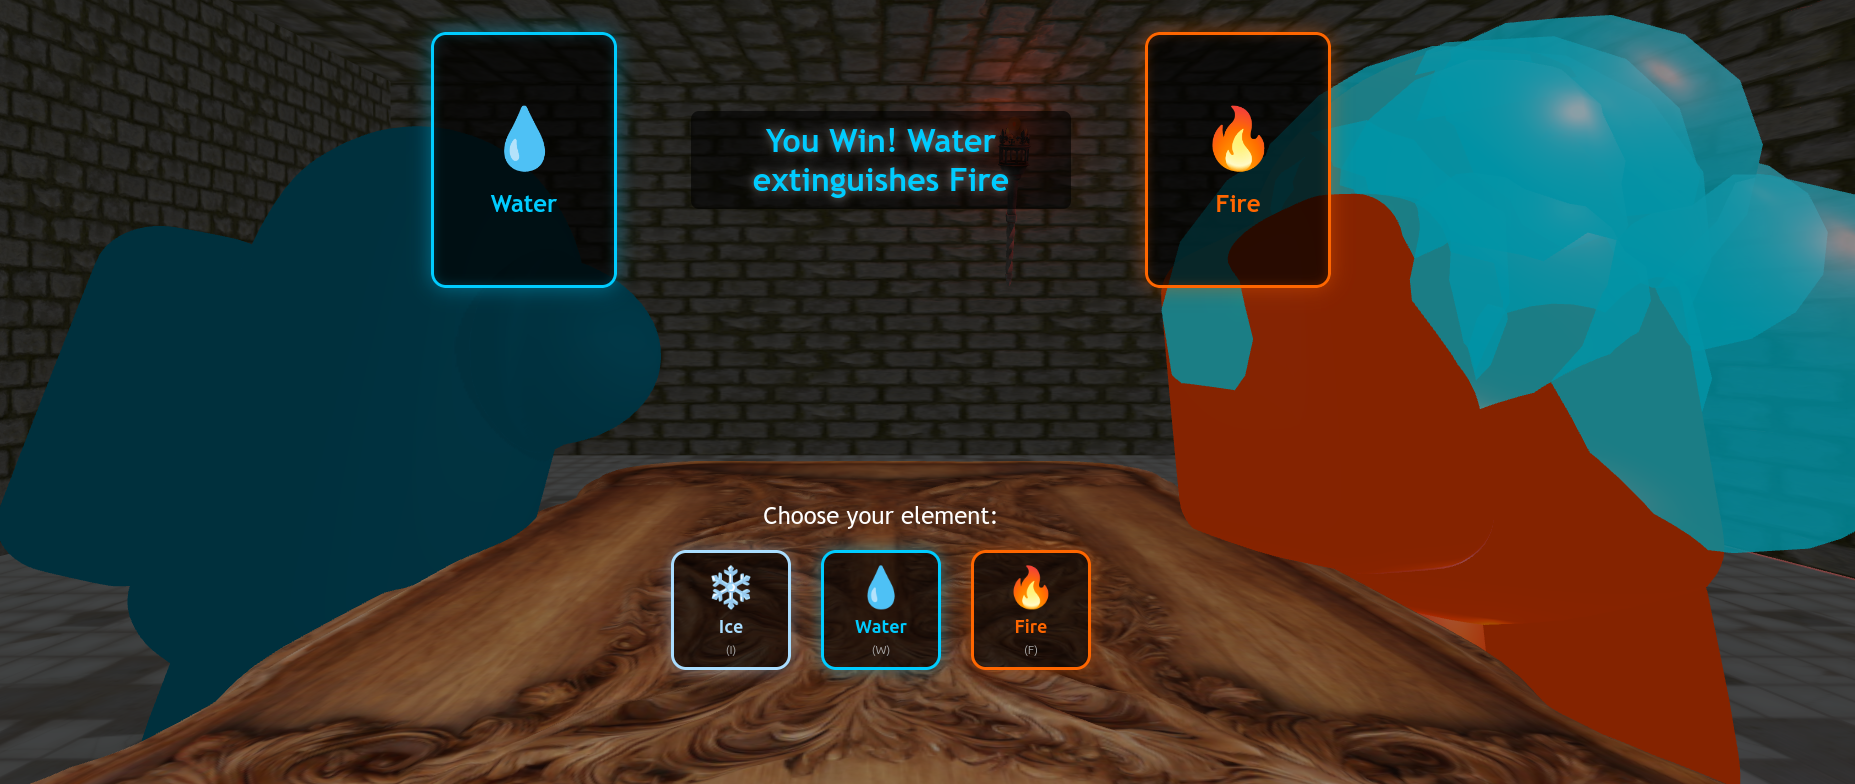 Water
You Win! Water
extinguishes Fire
Fire
Choose your element:
Ice
(I)
Water
(W)
Fire
(F)